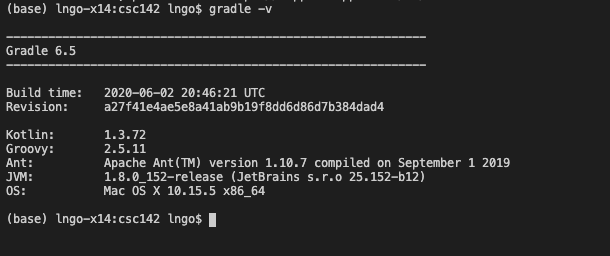 (base) lngo-x14:csc142 lngo$ gradle -v
------------------------------------------------------------
Gradle 6.5
------------------------------------------------------------
Build time:   2020-06-02 20:46:21 UTC
Revision:     a27f41e4ae5e8a41ab9b19f8dd6d86d7b384dad4
Kotlin:       1.3.72
Groovy:       2.5.11
Ant:          Apache Ant(TM) version 1.10.7 compiled on September 1 2019
JVM:          1.8.0_152-release (JetBrains s.r.o 25.152-b12)
OS:           Mac OS X 10.15.5 x86_64
(base) lngo-x14:csc142 lngo$